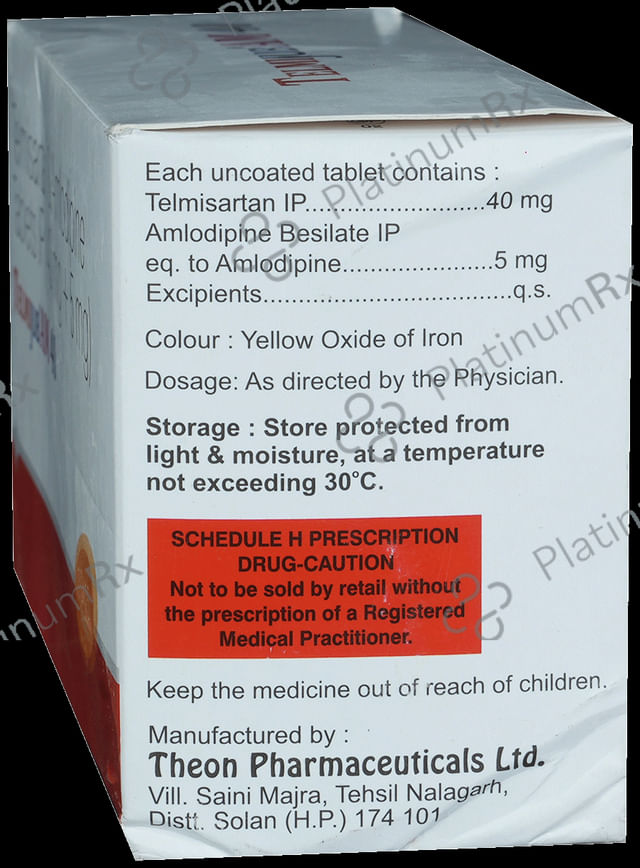 Each uncoated tablet contains :
Telmisartan IP..........................40 mg
Amlodipine Besilate IP
eq. to Amlodipine......................5 mg
Excipients....................................q.s.
Colour : Yellow Oxide of Iron
Dosage: As directed by the Physician.
Storage : Store protected from
light & moisture, at a temperature
not exceeding 30°C.
SCHEDULE H PRESCRIPTION
DRUG-CAUTION
Not to be sold by retail without
the prescription of a Registered
Medical Practitioner.
Keep the medicine out of reach of children.
Manufactured by :
Theon Pharmaceuticals Ltd.
Vill. Saini Majra, Tehsil Nalagarh,
Distt. Solan (H.P.) 174 101
PlatinumRx
PlatinumRx